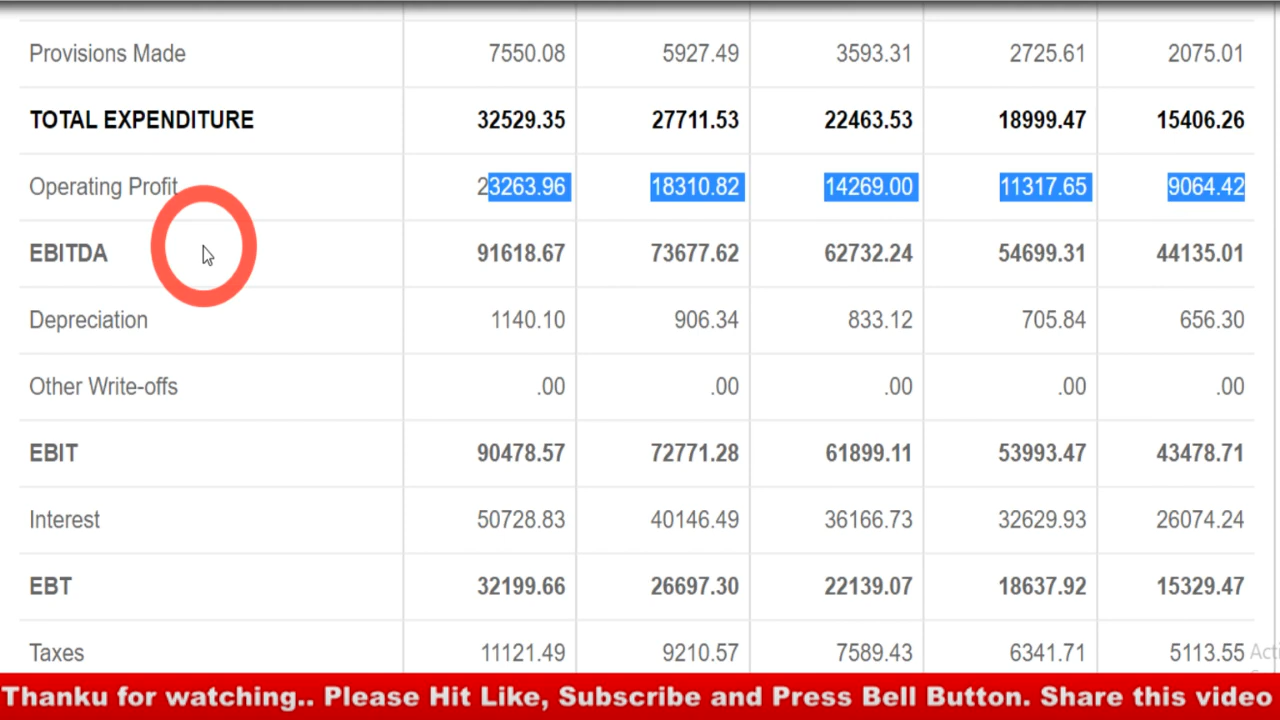 Provisions Made 7550.08 5927.49 3593.31 2725.61 2075.01
TOTAL EXPENDITURE 32529.35 27711.53 22463.53 18999.47 15406.26
Operating Profit 23263.96 18310.82 14269.00 11317.65 9064.42
EBITDA 91618.67 73677.62 62732.24 54699.31 44135.01
Depreciation 1140.10 906.34 833.12 705.84 656.30
Other Write-offs .00 .00 .00 .00 .00
EBIT 90478.57 72771.28 61899.11 53993.47 43478.71
Interest 50728.83 40146.49 36166.73 32629.93 26074.24
EBT 32199.66 26697.30 22139.07 18637.92 15329.47
Taxes 11121.49 9210.57 7589.43 6341.71 5113.55
Thanku for watching.. Please Hit Like, Subscribe and Press Bell Button. Share this video